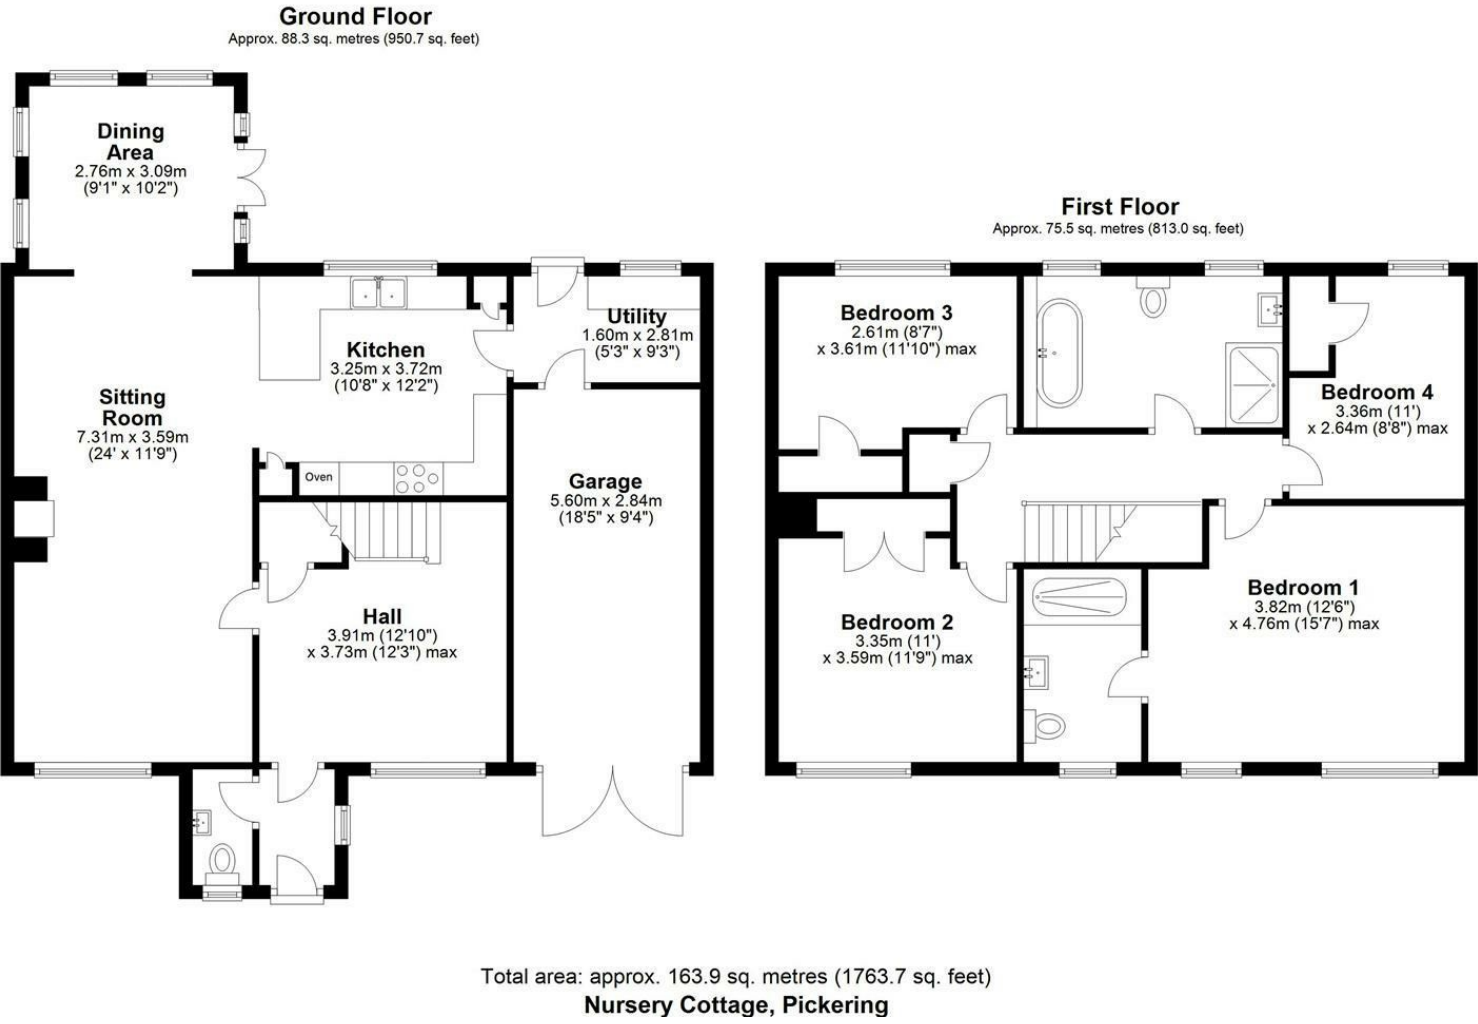 Ground Floor
Approx. 88.3 sq. metres (950.7 sq. feet)
Dining
Area
2.76m x 3.09m
(9'1" x 10'2")
Sitting
Room
7.31m x 3.59m
(24' x 11'9")
Kitchen
3.25m x 3.72m
(10'8" x 12'2")
Oven
Utility
1.60m x 2.81m
(5'3" x 9'3")
Garage
5.60m x 2.84m
(18'5" x 9'4")
Hall
3.91m (12'10")
x 3.73m (12'3") max
First Floor
Approx. 75.5 sq. metres (813.0 sq. feet)
Bedroom 3
2.61m (8'7")
x 3.61m (11'10") max
Bedroom 4
3.36m (11')
x 2.64m (8'8") max
Bedroom 2
3.35m (11')
x 3.59m (11'9") max
Bedroom 1
3.82m (12'6")
x 4.76m (15'7") max
Total area: approx. 163.9 sq. metres (1763.7 sq. feet)
Nursery Cottage, Pickering